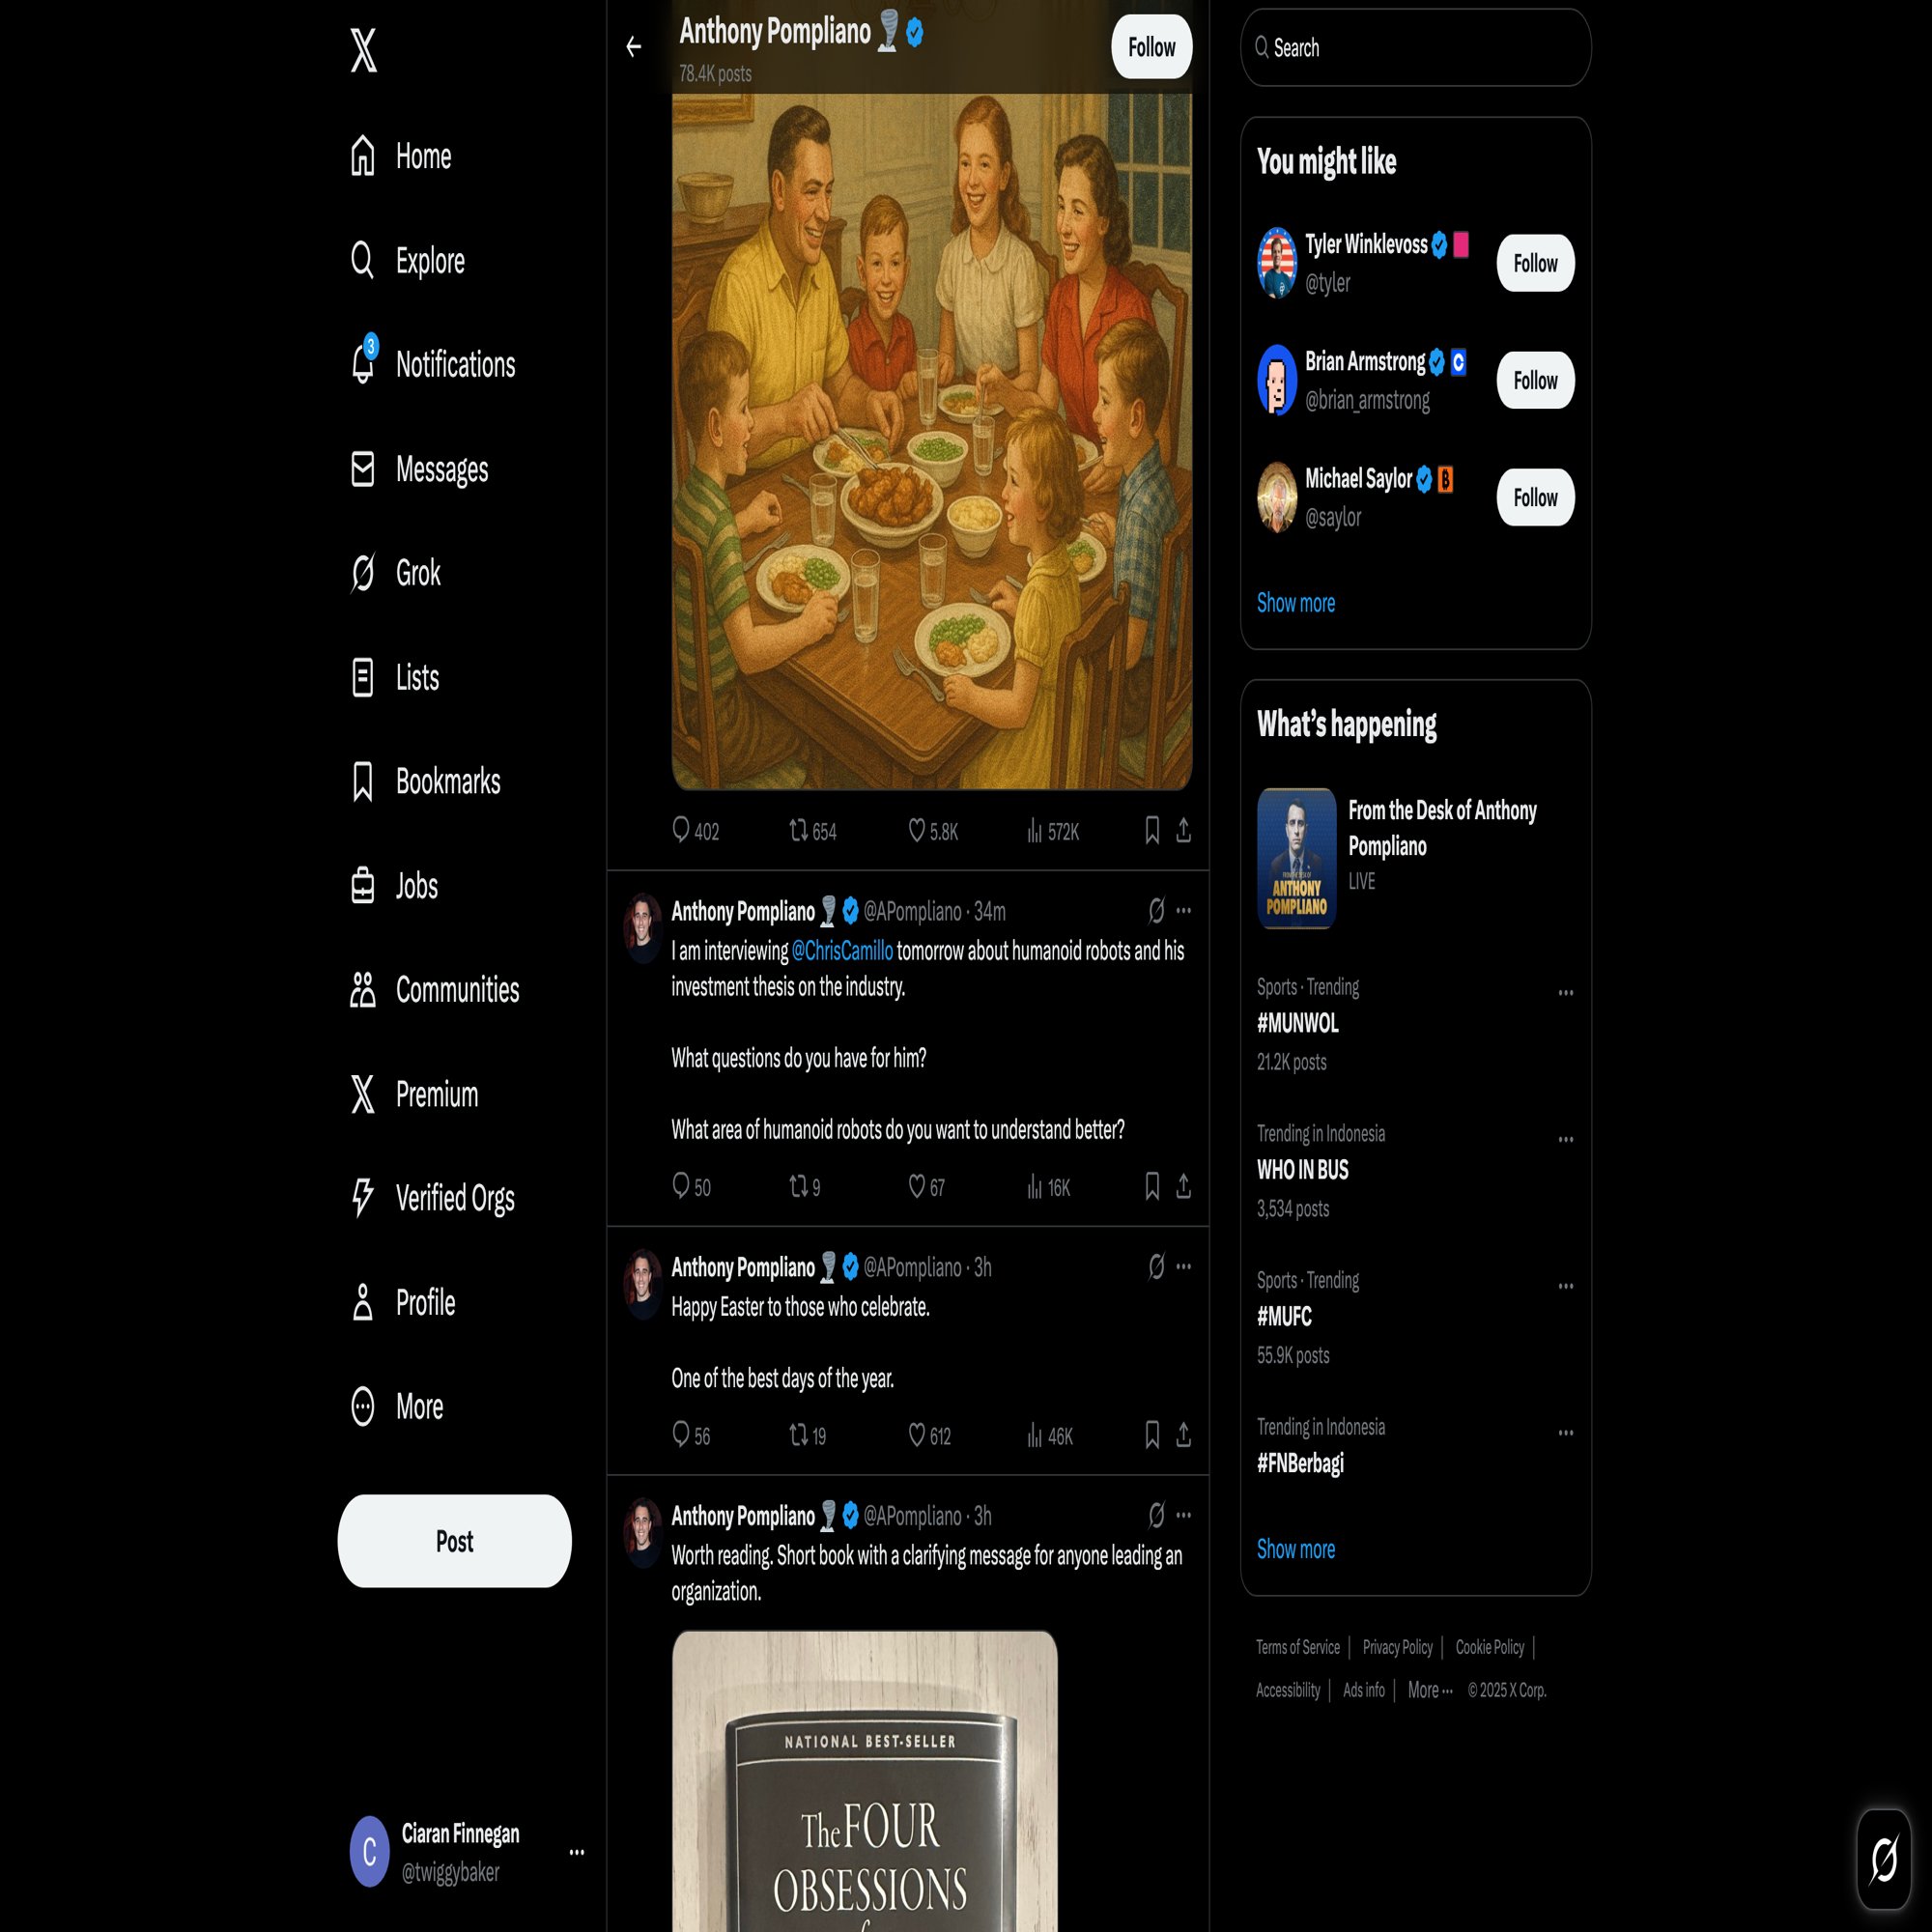 Home
Explore
3
Notifications
Messages
Grok
Lists
Bookmarks
Jobs
Communities
Premium
Verified Orgs
Profile
More
Post
C
Ciaran Finnegan
@twiggybaker
Anthony Pompliano
78.4K posts
Follow
402 654 5.8K 572K
Anthony Pompliano @APompliano · 34m
I am interviewing @ChrisCamillo tomorrow about humanoid robots and his
investment thesis on the industry.
What questions do you have for him?
What area of humanoid robots do you want to understand better?
50 9 67 16K
Anthony Pompliano @APompliano · 3h
Happy Easter to those who celebrate.
One of the best days of the year.
56 19 612 46K
Anthony Pompliano @APompliano · 3h
Worth reading. Short book with a clarifying message for anyone leading an
organization.
NATIONAL BEST-SELLER
The FOUR
OBSESSIONS
Search
You might like
Tyler Winklevoss
@tyler
Follow
Brian Armstrong
@brian_armstrong
Follow
Michael Saylor
@saylor
Follow
Show more
What’s happening
FROM THE DESK OF
ANTHONY
POMPLIANO
From the Desk of Anthony
Pompliano
LIVE
Sports · Trending
#MUNWOL
21.2K posts
Trending in Indonesia
WHO IN BUS
3,534 posts
Sports · Trending
#MUFC
55.9K posts
Trending in Indonesia
#FNBerbagi
Show more
Terms of Service | Privacy Policy | Cookie Policy |
Accessibility | Ads info | More ··· © 2025 X Corp.